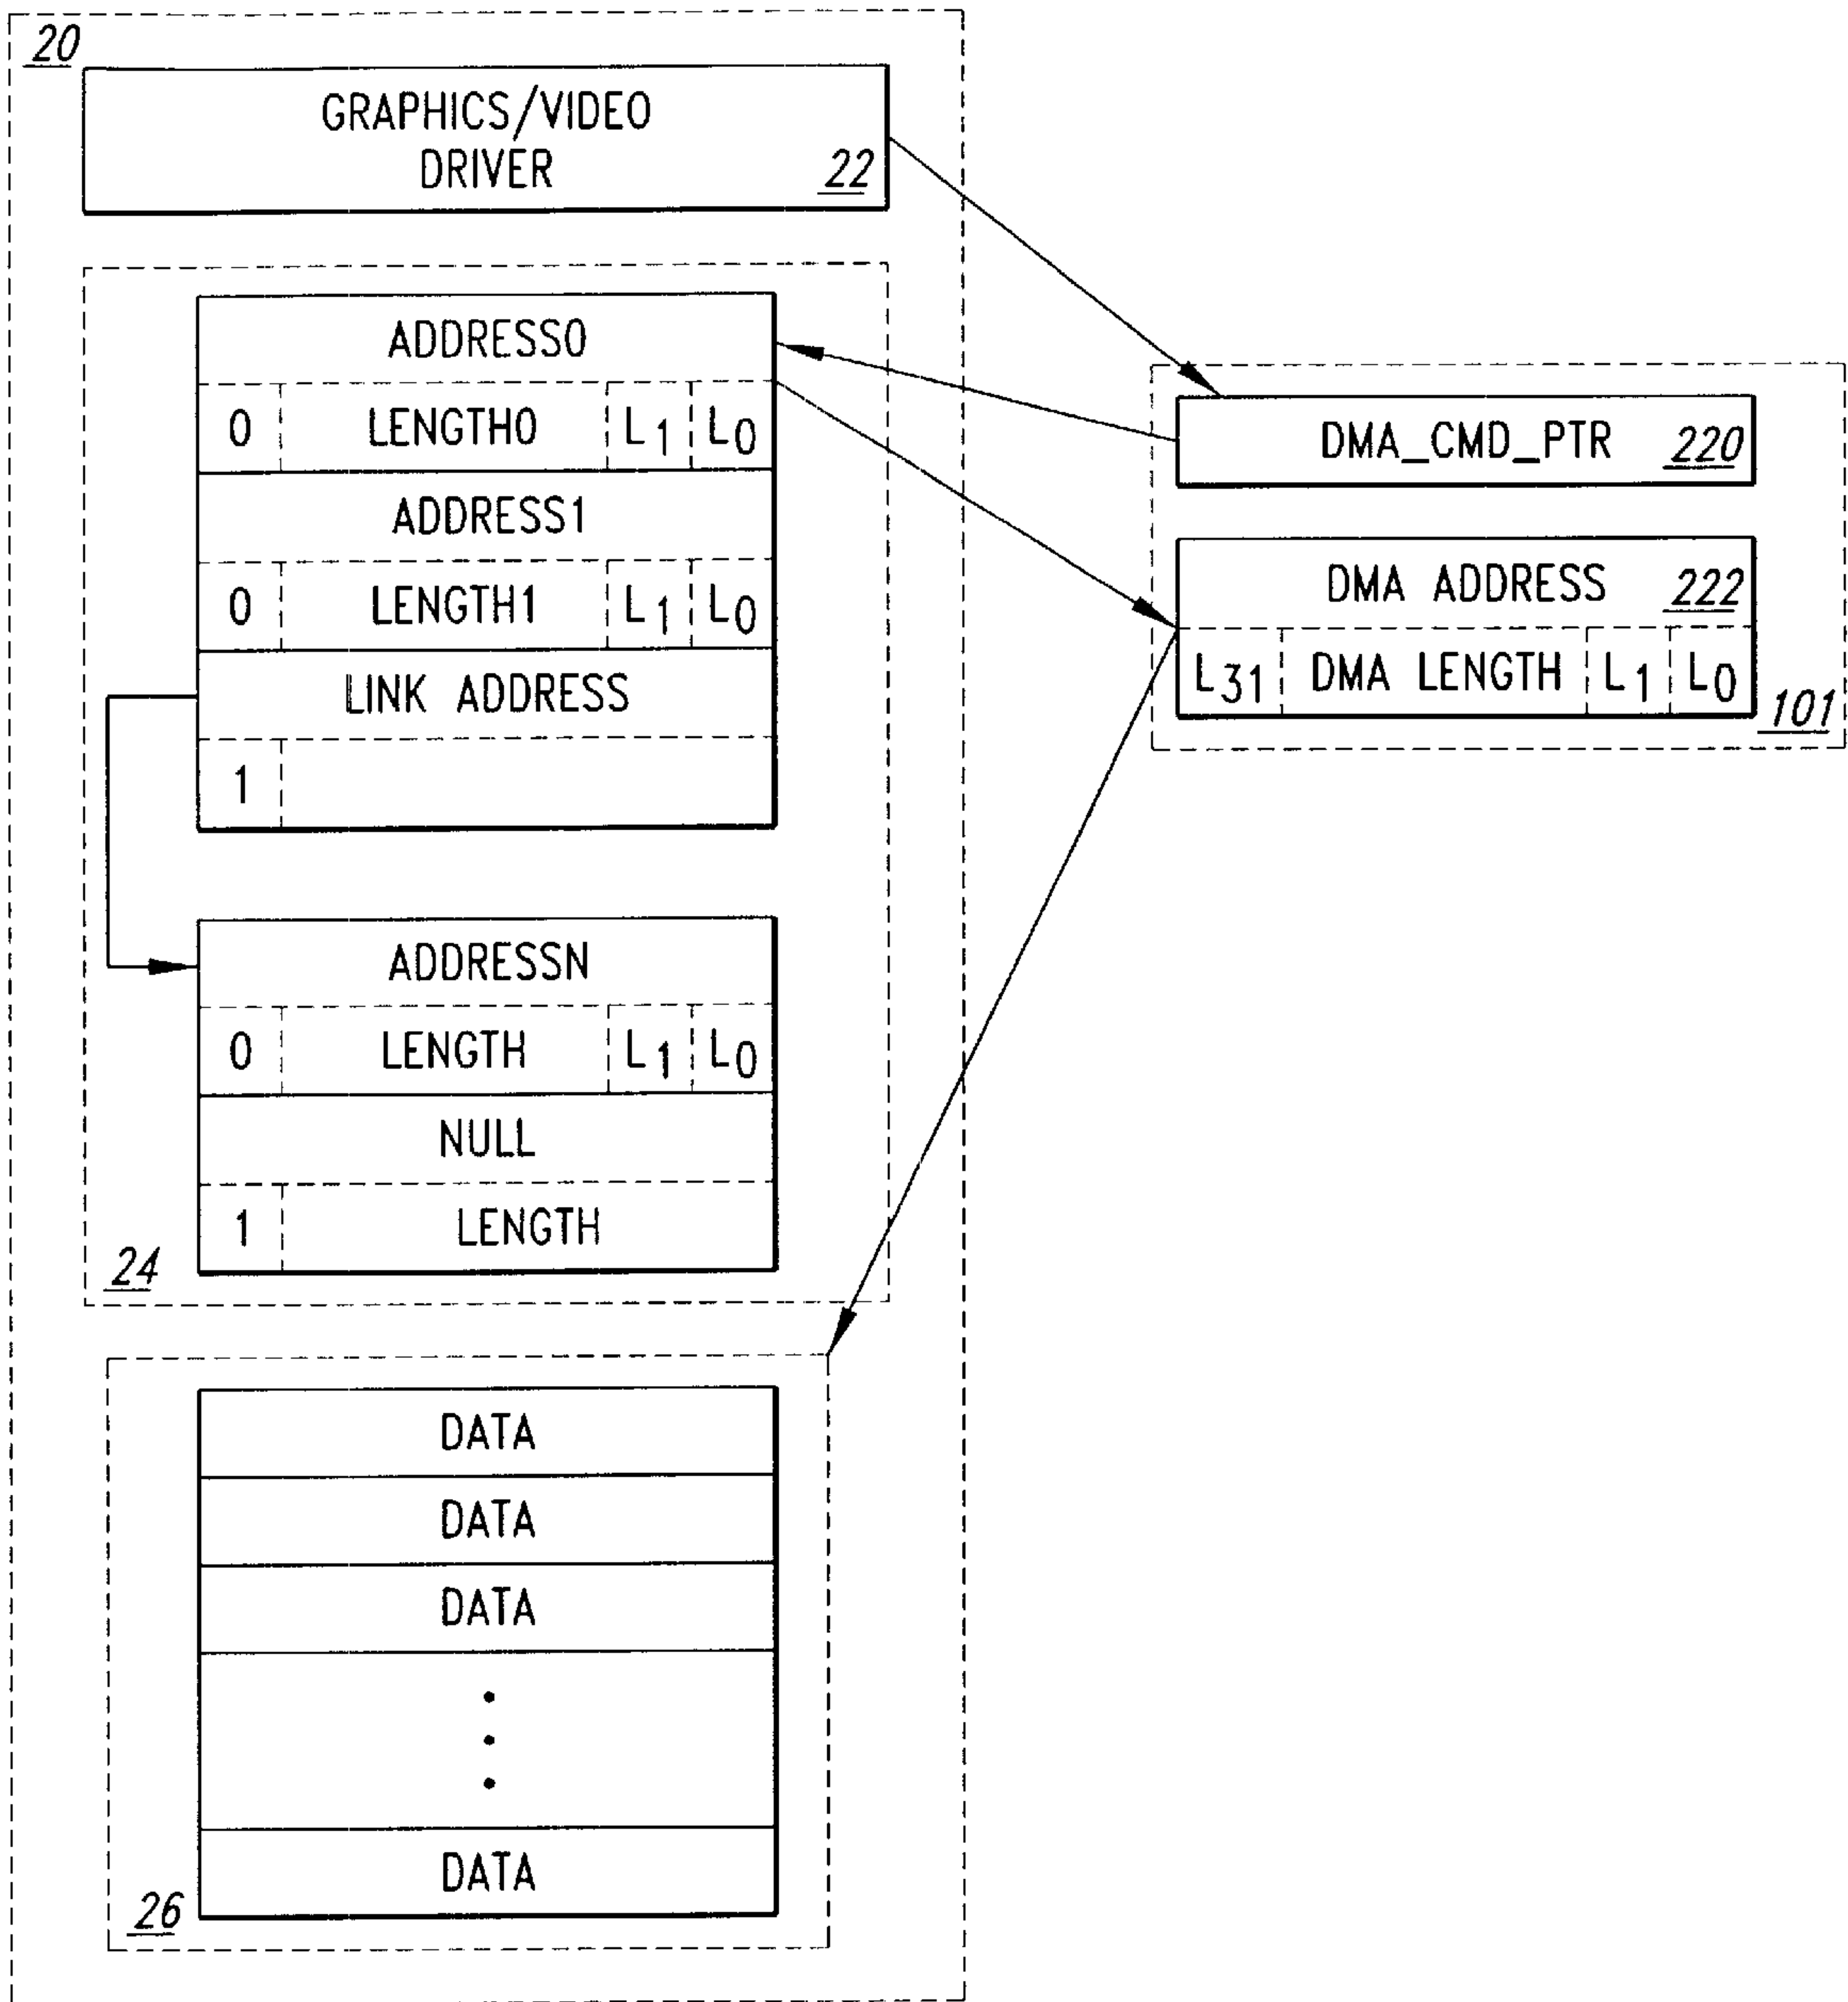 20
GRAPHICS/VIDEO
DRIVER 22
ADDRESS0
0 LENGTH0 L1 L0
ADDRESS1
0 LENGTH1 L1 L0
LINK ADDRESS
1
ADDRESSN
0 LENGTH L1 L0
NULL
1 LENGTH
24
DATA
DATA
DATA
DATA
26
DMA_CMD_PTR 220
DMA ADDRESS 222
L31 DMA LENGTH L1 L0
101